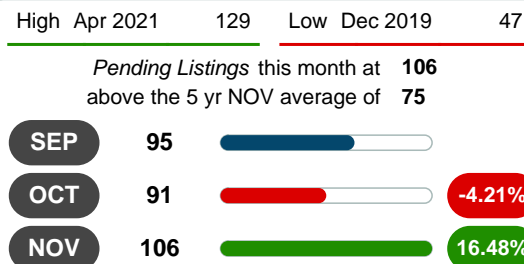 High Apr 2021 129 Low Dec 2019 47
Pending Listings this month at 106
above the 5 yr NOV average of 75
SEP 95
OCT 91 -4.21%
NOV 106 16.48%